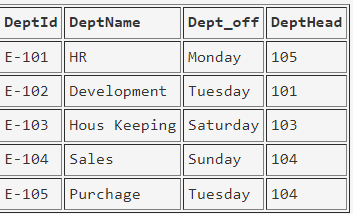 DeptId DeptName Dept_off DeptHead
E-101 HR Monday 105
E-102 Development Tuesday 101
E-103 Hous Keeping Saturday 103
E-104 Sales Sunday 104
E-105 Purchage Tuesday 104